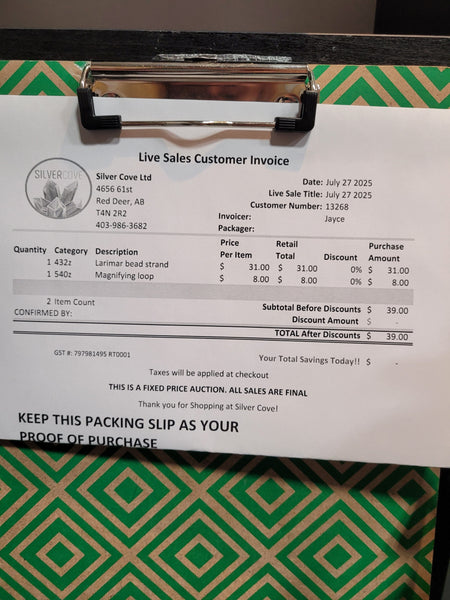 Live Sales Customer Invoice
SILVERCOVE
Silver Cove Ltd
4656 61st
Red Deer, AB
T4N 2R2
403-986-3682
Date: July 27 2025
Live Sale Title: July 27 2025
Customer Number: 13268
Invoicer: Jayce
Packager:
Quantity Category Description Price Per Item Retail Total Discount Purchase Amount
1 432z Larimar bead strand $ 31.00 $ 31.00 0% $ 31.00
1 540z Magnifying loop $ 8.00 $ 8.00 0% $ 8.00
2 Item Count
Subtotal Before Discounts $ 39.00
CONFIRMED BY:
Discount Amount $ -
TOTAL After Discounts $ 39.00
GST #: 797981495 RT0001
Your Total Savings Today!! $ -
Taxes will be applied at checkout
THIS IS A FIXED PRICE AUCTION. ALL SALES ARE FINAL
Thank you for Shopping at Silver Cove!
KEEP THIS PACKING SLIP AS YOUR
PROOF OF PURCHASE